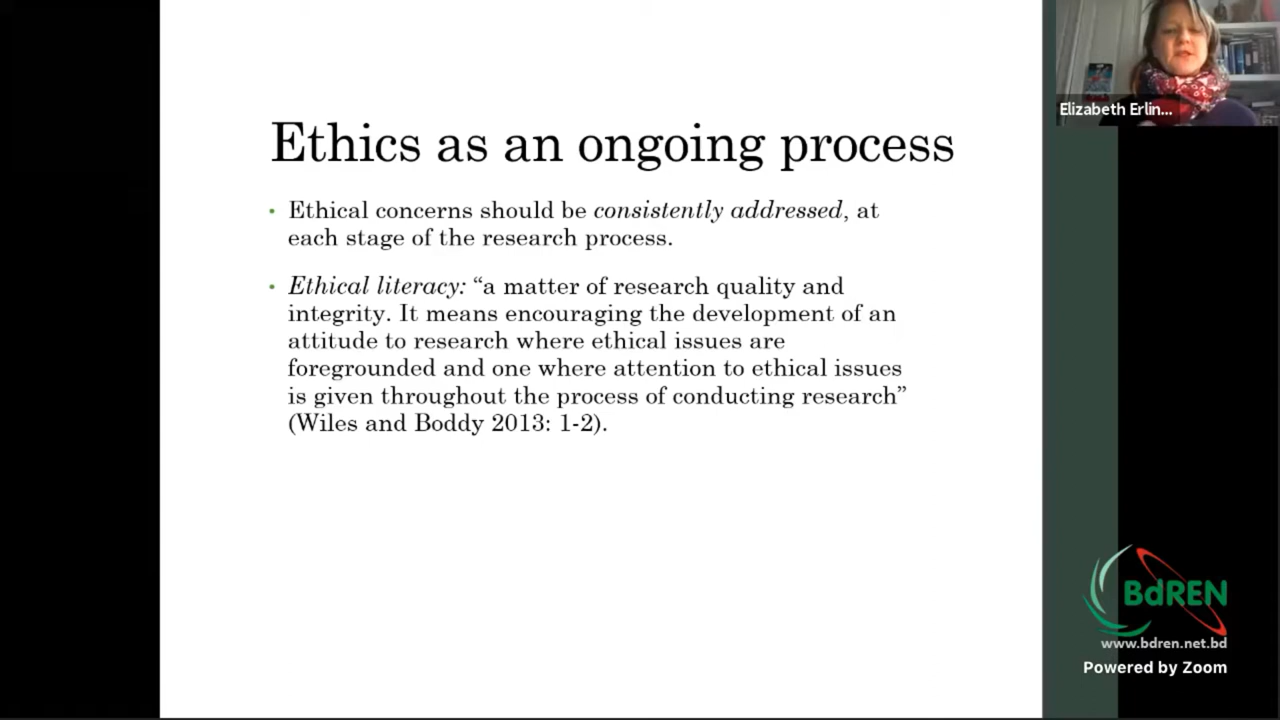 Elizabeth Erlin...
Ethics as an ongoing process
• Ethical concerns should be consistently addressed, at
each stage of the research process.
• Ethical literacy: “a matter of research quality and
integrity. It means encouraging the development of an
attitude to research where ethical issues are
foregrounded and one where attention to ethical issues
is given throughout the process of conducting research”
(Wiles and Boddy 2013: 1-2).
BdREN
www.bdren.net.bd
Powered by Zoom